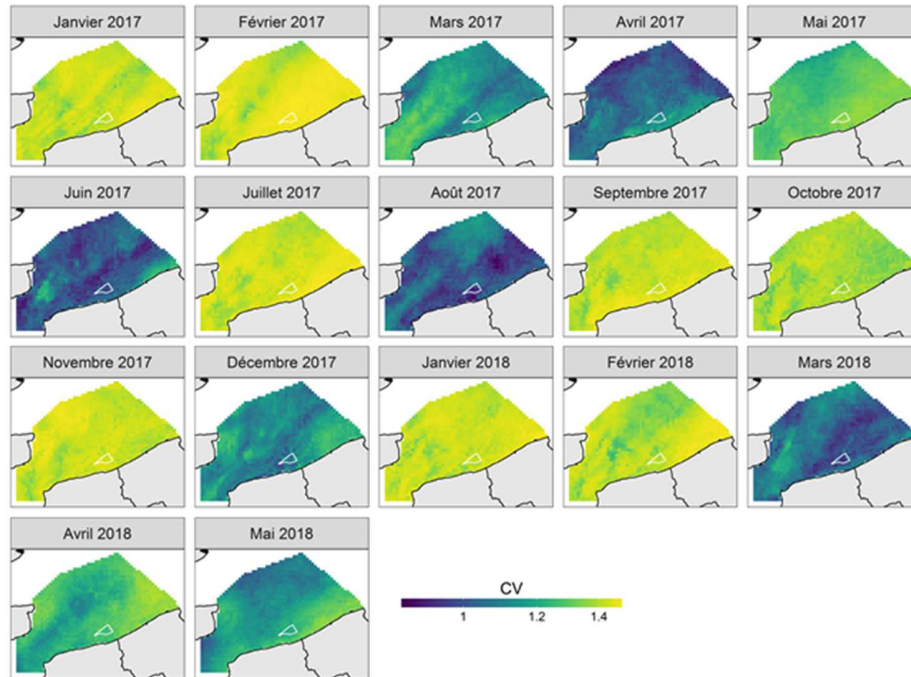 Janvier 2017
Février 2017
Mars 2017
Avril 2017
Mai 2017
Juin 2017
Juillet 2017
Août 2017
Septembre 2017
Octobre 2017
Novembre 2017
Décembre 2017
Janvier 2018
Février 2018
Mars 2018
Avril 2018
Mai 2018
CV
1 1.2 1.4